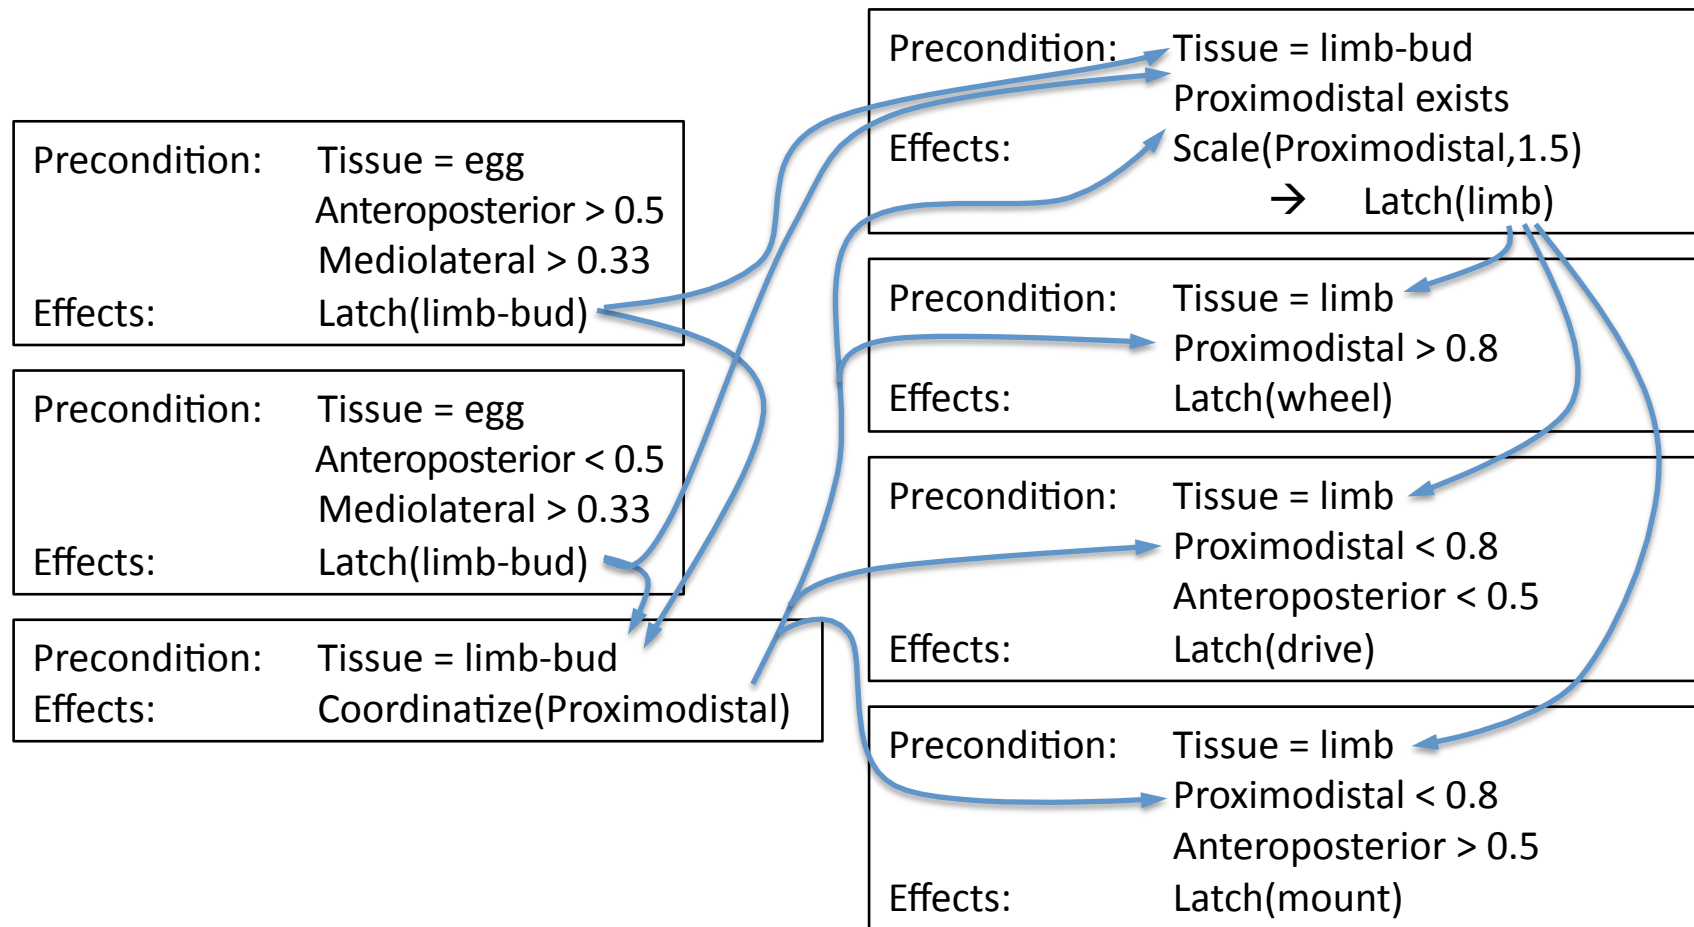 Precondition: Tissue = egg
Anteroposterior > 0.5
Mediolateral > 0.33
Effects: Latch(limb-bud)
Precondition: Tissue = egg
Anteroposterior < 0.5
Mediolateral > 0.33
Effects: Latch(limb-bud)
Precondition: Tissue = limb-bud
Effects: Coordinatize(Proximodistal)
Precondition: Tissue = limb-bud
Proximodistal exists
Effects: Scale(Proximodistal,1.5)
→ Latch(limb)
Precondition: Tissue = limb
Proximodistal > 0.8
Effects: Latch(wheel)
Precondition: Tissue = limb
Proximodistal < 0.8
Anteroposterior < 0.5
Effects: Latch(drive)
Precondition: Tissue = limb
Proximodistal < 0.8
Anteroposterior > 0.5
Effects: Latch(mount)